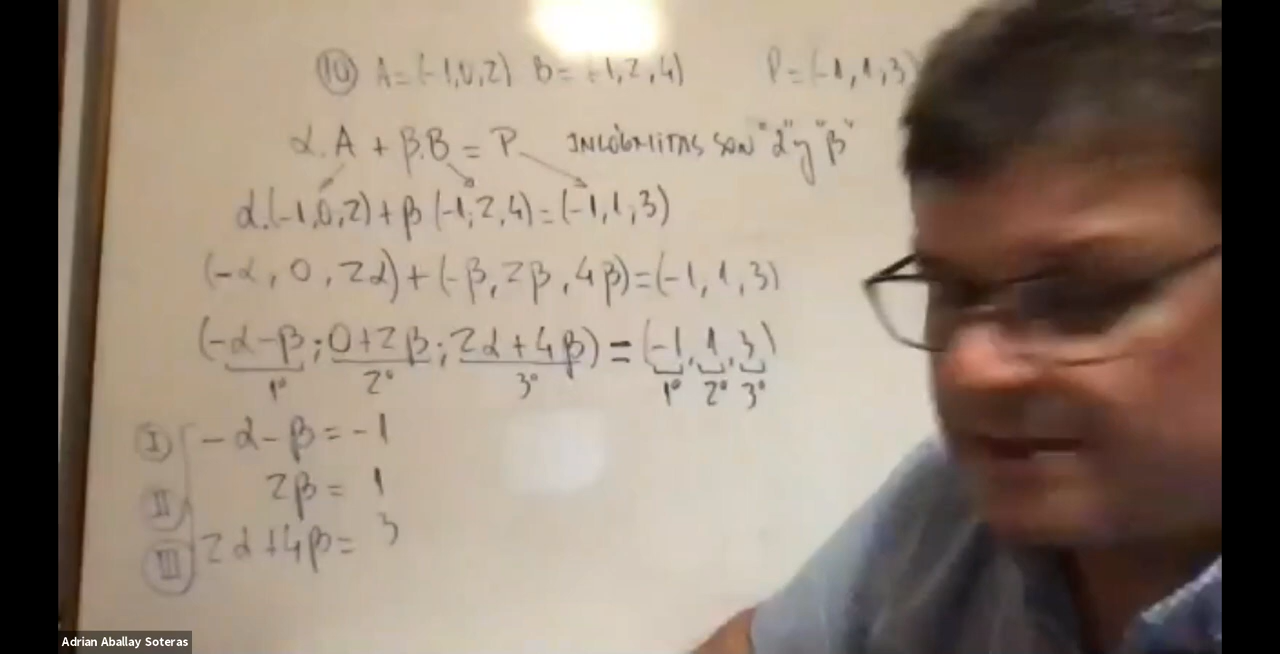 10 A=(-1,0,2) B=(-1,2,4) P=(-1,1,3)
α.A + β.B = P INCÓGNITAS SON "α" y "β"
α.(-1,0,2)+β(-1,2,4)=(-1,1,3)
(-α,0,2α)+(-β,2β,4β)=(-1,1,3)
(-α-β;0+2β;2α+4β)=(-1,1,3)
1° 2° 3° 1° 2° 3°
I -α-β=-1
II 2β=1
III 2α+4β=3
Adrian Aballay Soteras